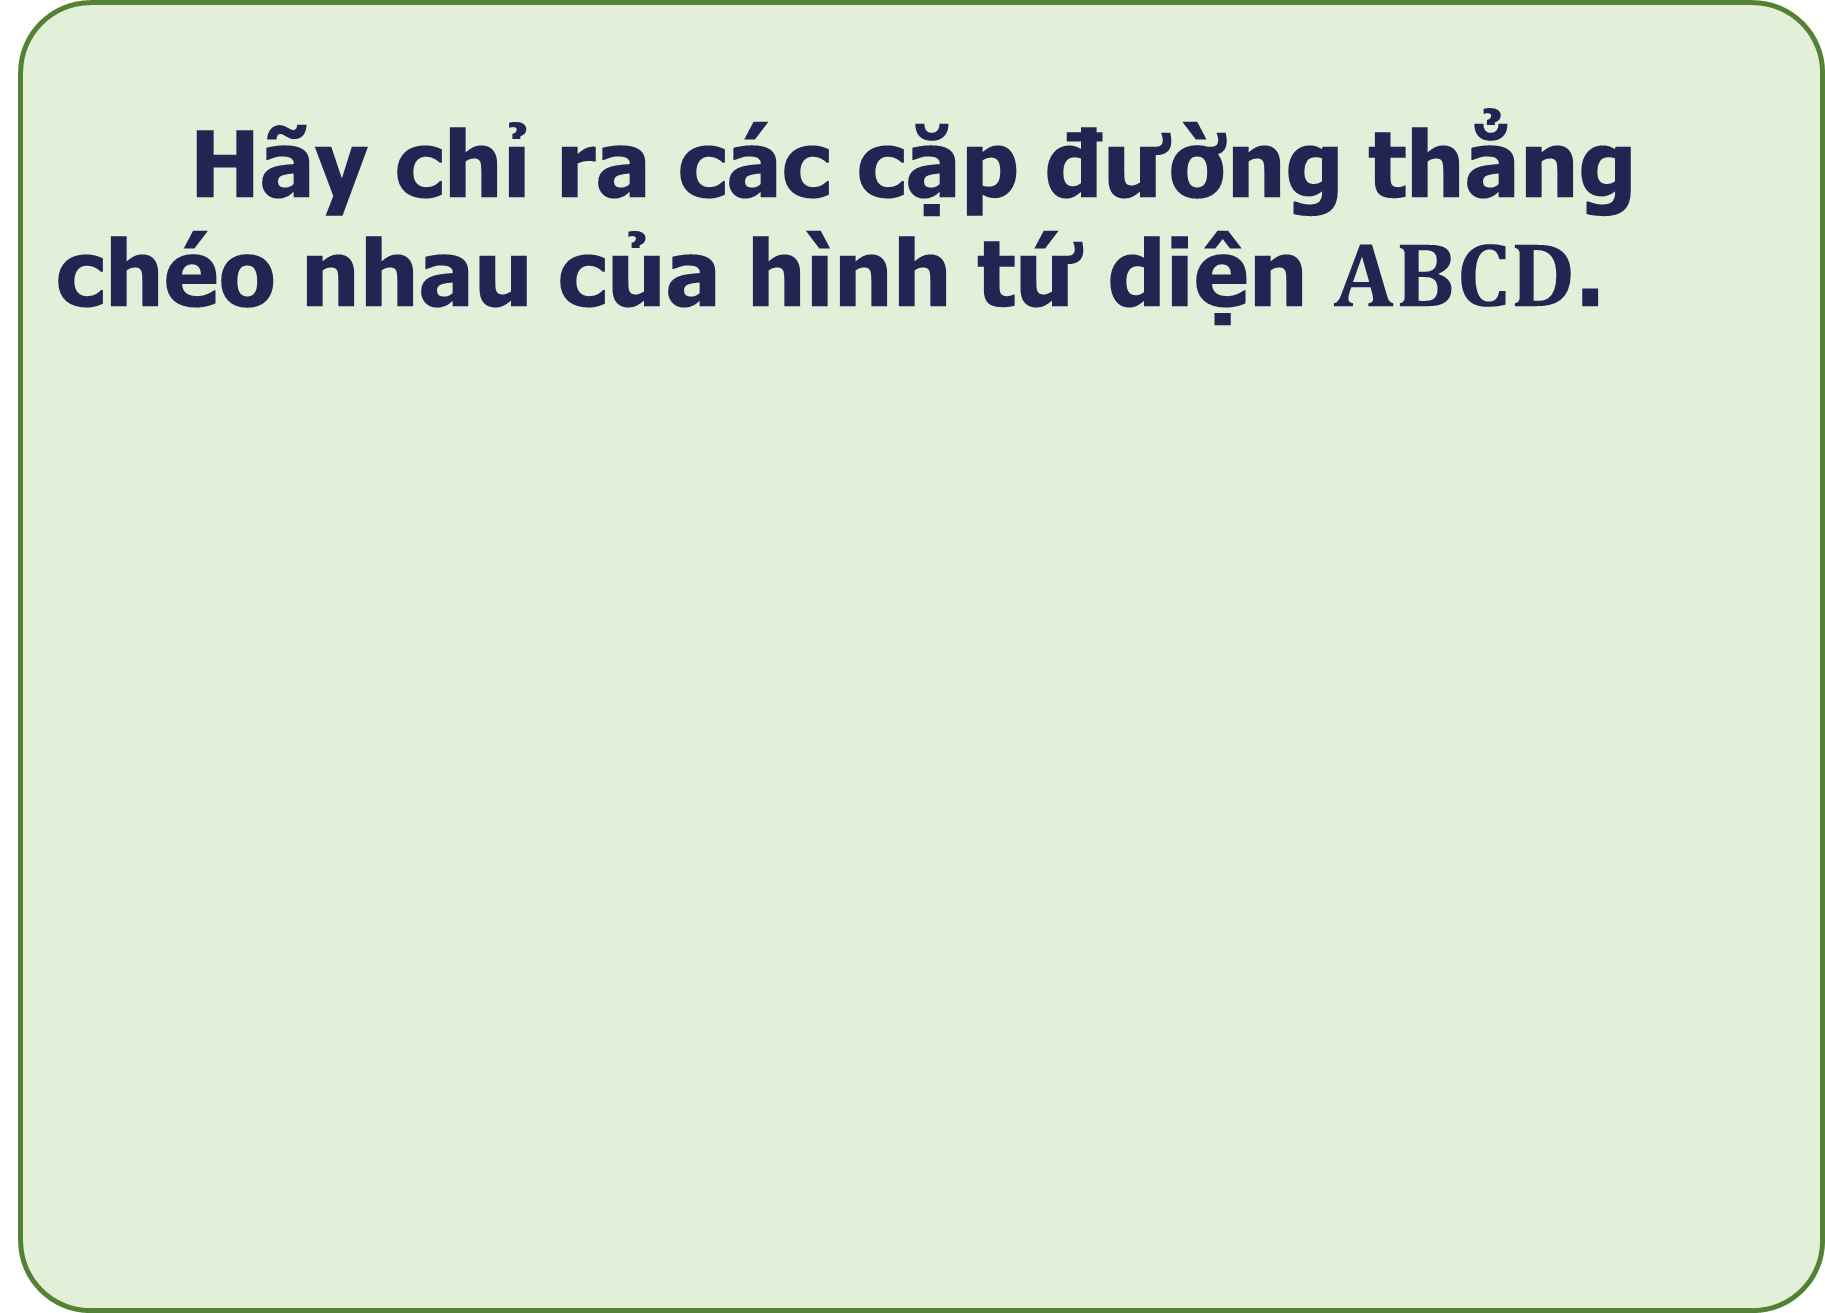 Hãy chỉ ra các cặp đường thẳng
chéo nhau của hình tứ diện ABCD.